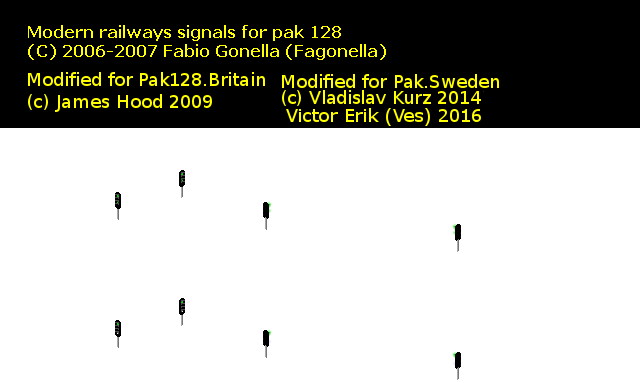 Modern railways signals for pak 128
(C) 2006-2007 Fabio Gonella (Fagonella)
Modified for Pak128.Britain
(c) James Hood 2009
Modified for Pak.Sweden
(c) Vladislav Kurz 2014
Victor Erik (Ves) 2016